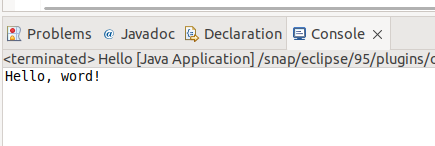 Problems @ Javadoc Declaration Console
<terminated> Hello [Java Application] /snap/eclipse/95/plugins/
Hello, word!